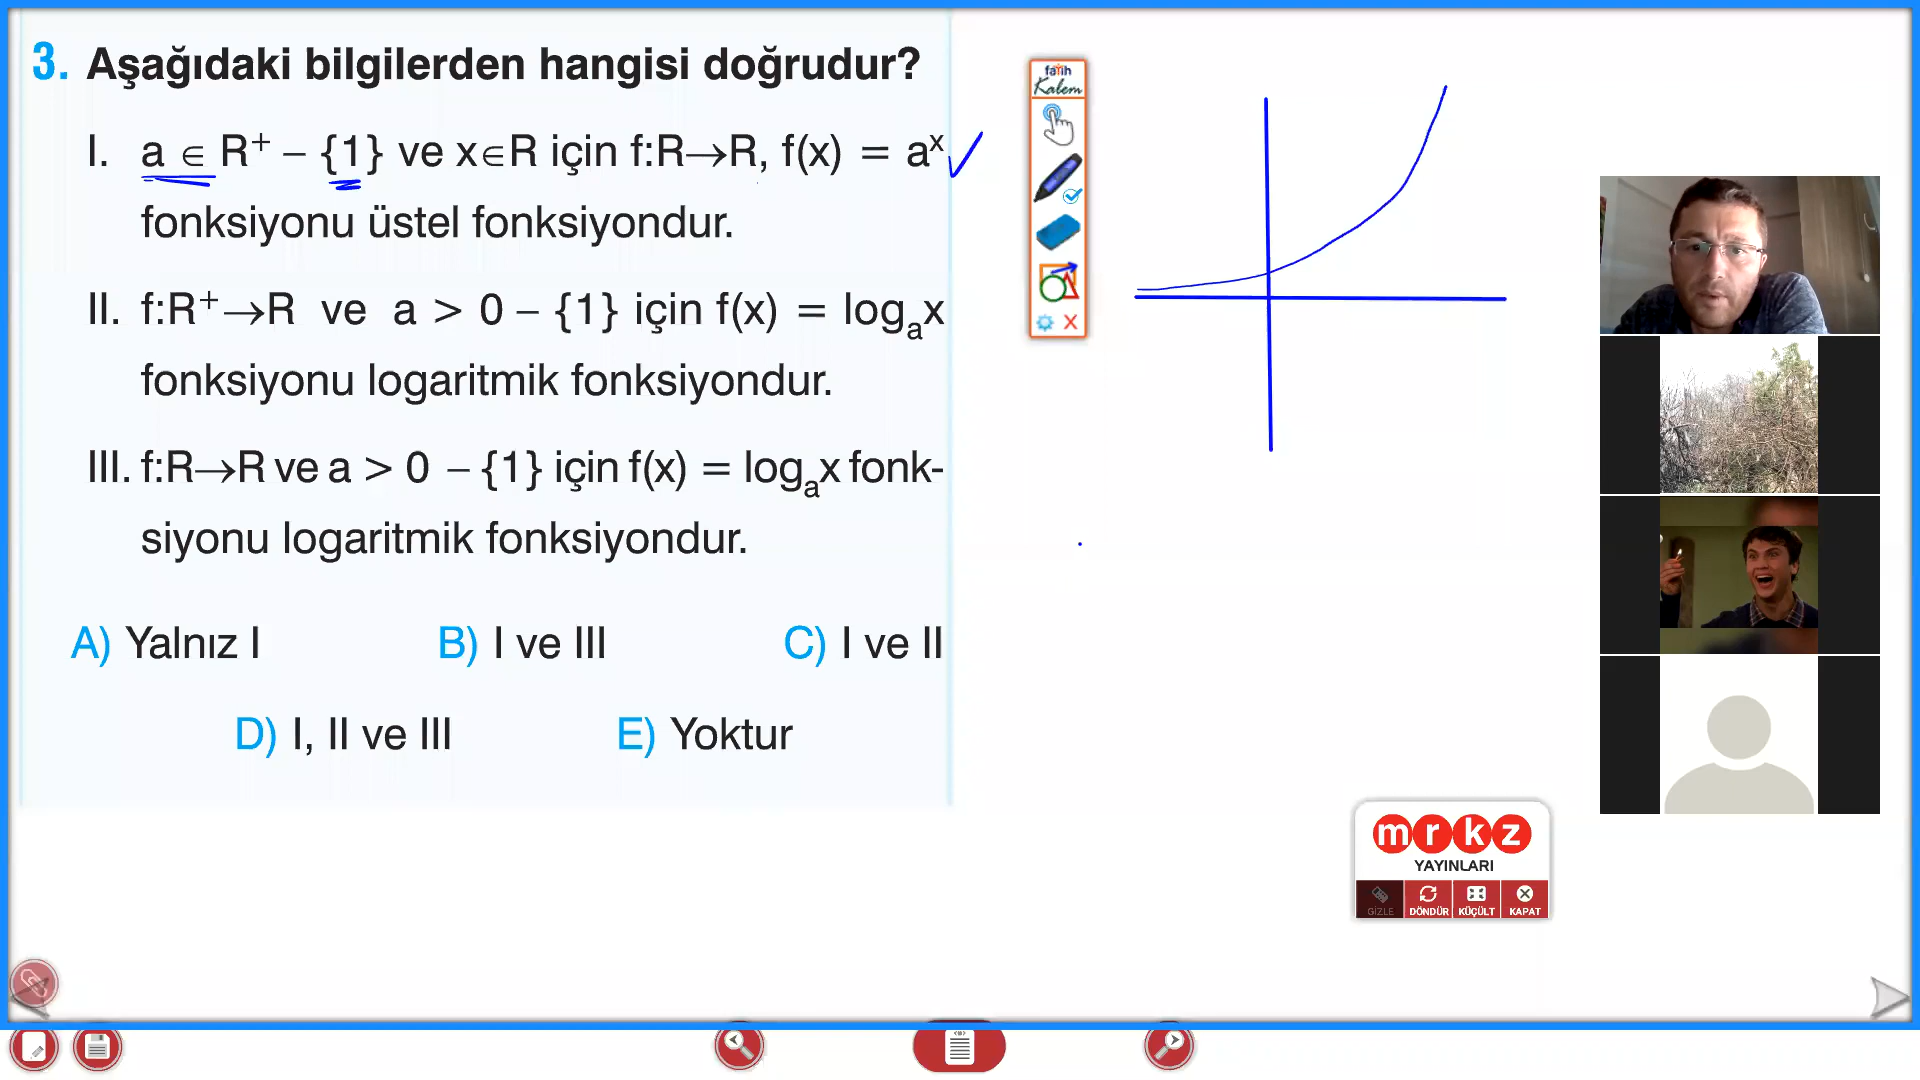 3. Aşağıdaki bilgilerden hangisi doğrudur?
I. a ∈ R⁺ – {1} ve x∈R için f:R→R, f(x) = aˣ
fonksiyonu üstel fonksiyondur.
II. f:R⁺→R ve a > 0 – {1} için f(x) = logₐx
fonksiyonu logaritmik fonksiyondur.
III. f:R→R ve a > 0 – {1} için f(x) = logₐx fonk-
siyonu logaritmik fonksiyondur.
A) Yalnız I B) I ve III C) I ve II
D) I, II ve III E) Yoktur
fatih
Kalem
mrkz
YAYINLARI
GİZLE DÖNDÜR KÜÇÜLT KAPAT